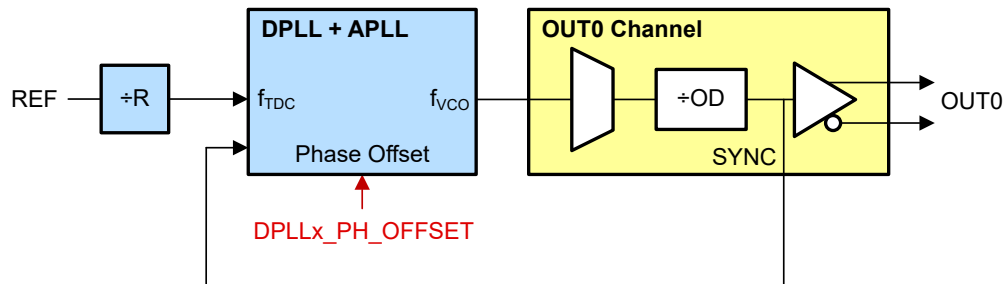 DPLL + APLL
OUT0 Channel
REF
÷R
fTDC
fVCO
÷OD
OUT0
Phase Offset
SYNC
DPLLx_PH_OFFSET